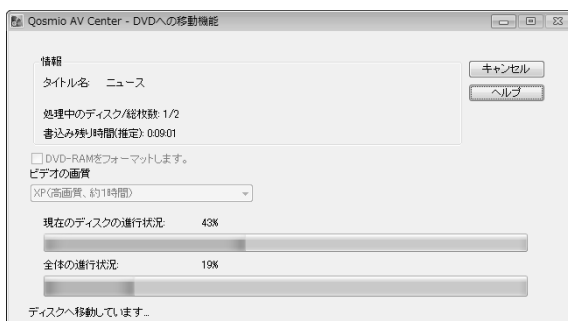 Qosmio AV Center - DVDへの移動機能
情報
タイトル名: ニュース
処理中のディスク/総枚数: 1/2
書込み残り時間(推定): 0:09:01
キャンセル
ヘルプ
DVD-RAMをフォーマットします。
ビデオの画質
XP(高画質、約1時間)
現在のディスクの進行状況: 43%
全体の進行状況: 19%
ディスクへ移動しています...